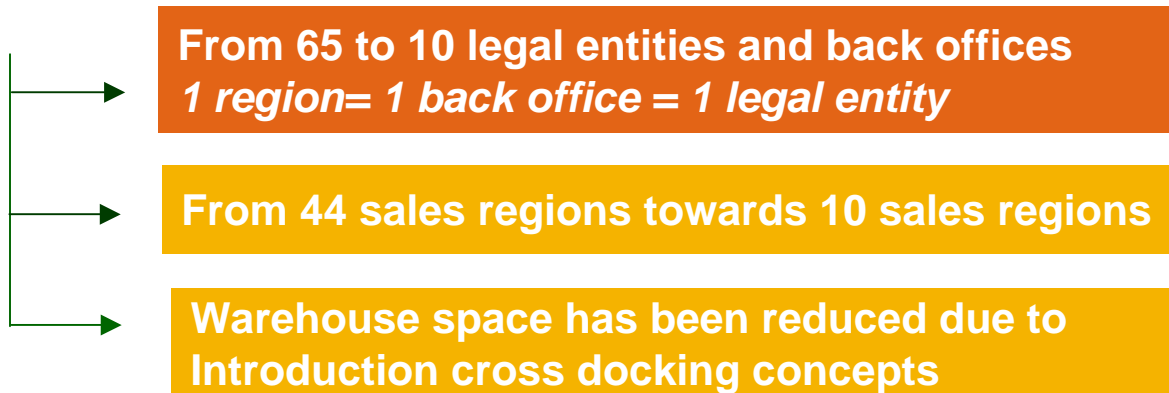 From 65 to 10 legal entities and back offices
1 region= 1 back office = 1 legal entity
From 44 sales regions towards 10 sales regions
Warehouse space has been reduced due to
Introduction cross docking concepts